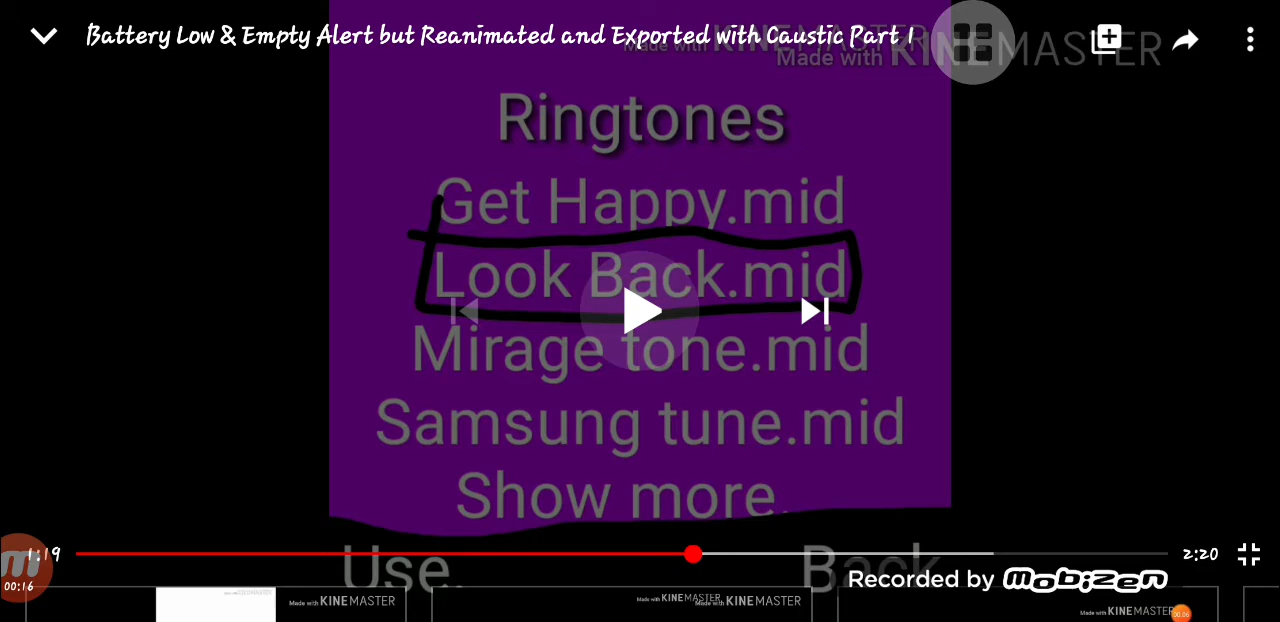 Battery Low & Empty Alert but Reanimated and Exported with Caustic Part 1
Made with KINEMASTER
Made with KINEMASTER
Ringtones
Get Happy.mid
Look Back.mid
Mirage tone.mid
Samsung tune.mid
Show more.
1:19
2:20
Use.
Back
00:16
Recorded by mobizen
Made with KINEMASTER
Made with KINEMASTER
Made with KINEMASTER
Made with KINEMASTER
00:06